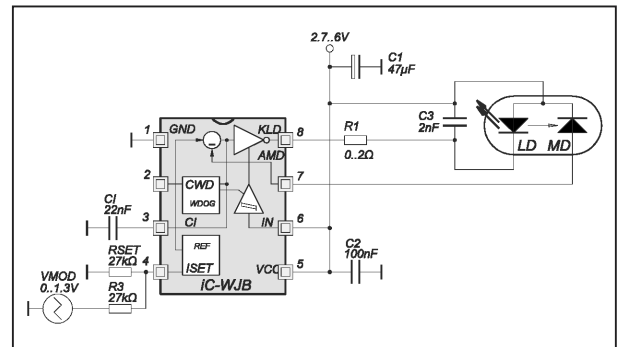 2.7..6V
C1
47µF
1
GND
KLD
8
R1
0..2Ω
C3
2nF
LD
MD
AMD
2
7
CWD
WDOG
CI
22nF
3
CI
IN
6
RSET
27kΩ
REF
C2
100nF
VMOD
0..1.3V
4
ISET
VCC
5
R3
27kΩ
iC-WJB